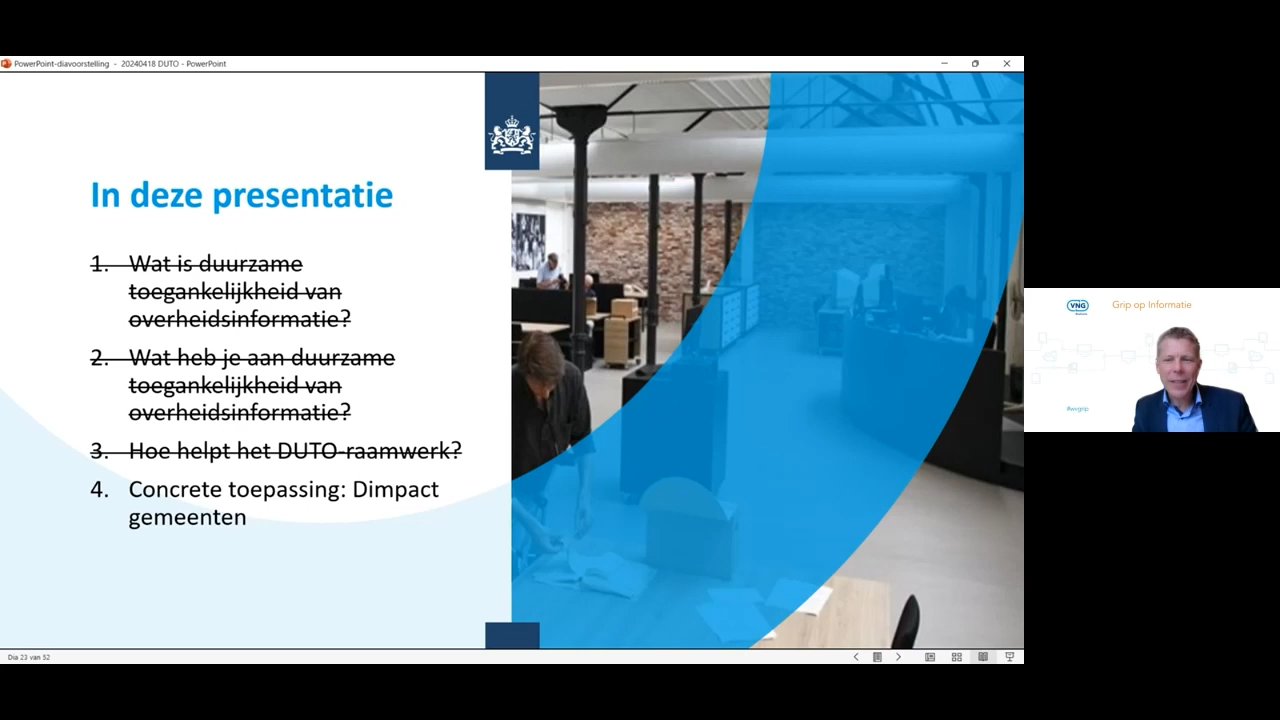 PowerPoint-diavoorstelling - 20240418 DUTO - PowerPoint
In deze presentatie
1. Wat is duurzame
toegankelijkheid van
overheidsinformatie?
2. Wat heb je aan duurzame
toegankelijkheid van
overheidsinformatie?
3. Hoe helpt het DUTO-raamwerk?
4. Concrete toepassing: Dimpact
gemeenten
Dia 23 van 52
VNG
Grip op Informatie